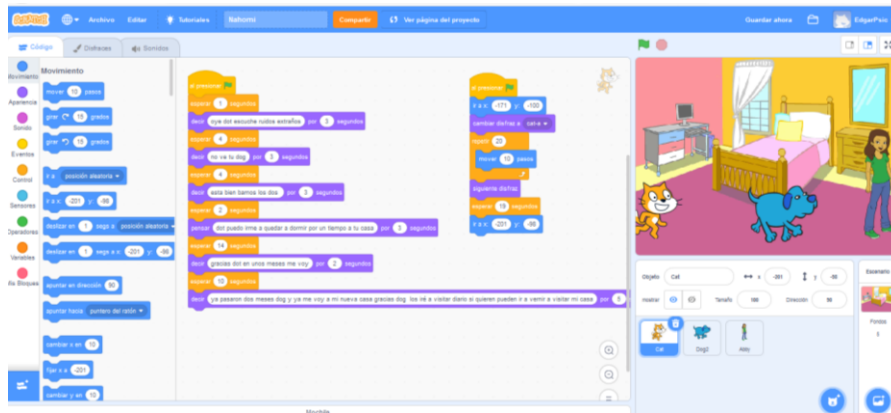 SCRATCH Archivo Editar Tutoriales Nahomi Compartir Ver página del proyecto Guardar ahora EdgarPsic
Código Disfraces Sonidos
Movimiento
Apariencia
Sonido
Eventos
Control
Sensores
Operadores
Variables
Mis Bloques
Movimiento
mover 10 pasos
girar 15 grados
girar 15 grados
ir a posición aleatoria
ir a x: -201 y: -98
deslizar en 1 segs a posición aleatoria
deslizar en 1 segs a x: -201 y: -98
apuntar en dirección 90
apuntar hacia puntero del ratón
cambiar x en 10
fijar x a -201
cambiar y en 10
al presionar
esperar 1 segundos
decir oye dot escuche ruidos extraños por 3 segundos
esperar 4 segundos
decir no ve tu dog por 3 segundos
esperar 4 segundos
decir esta bien bamos los dos por 3 segundos
esperar 2 segundos
pensar dot puedo irme a quedar a dormir por un tiempo a tu casa por 3 segundos
esperar 14 segundos
decir gracias dot en unos meses me voy por 2 segundos
esperar 10 segundos
decir ya pasaron dos meses dog y ya me voy a mi nueva casa gracias dog los iré a visitar diario si quieren pueden ir a venir a visitar mi casa por
al presionar
ir a x: -171 y: -100
cambiar disfraz a cat-a
repetir 20
mover 10 pasos
siguiente disfraz
esperar 19 segundos
ir a x: -201 y: -98
Mochila
Objeto Cat x -201 y -98
mostrar Tamaño 100 Dirección 90
Cat
Dog2
Abby
Escenario
Fondos
1